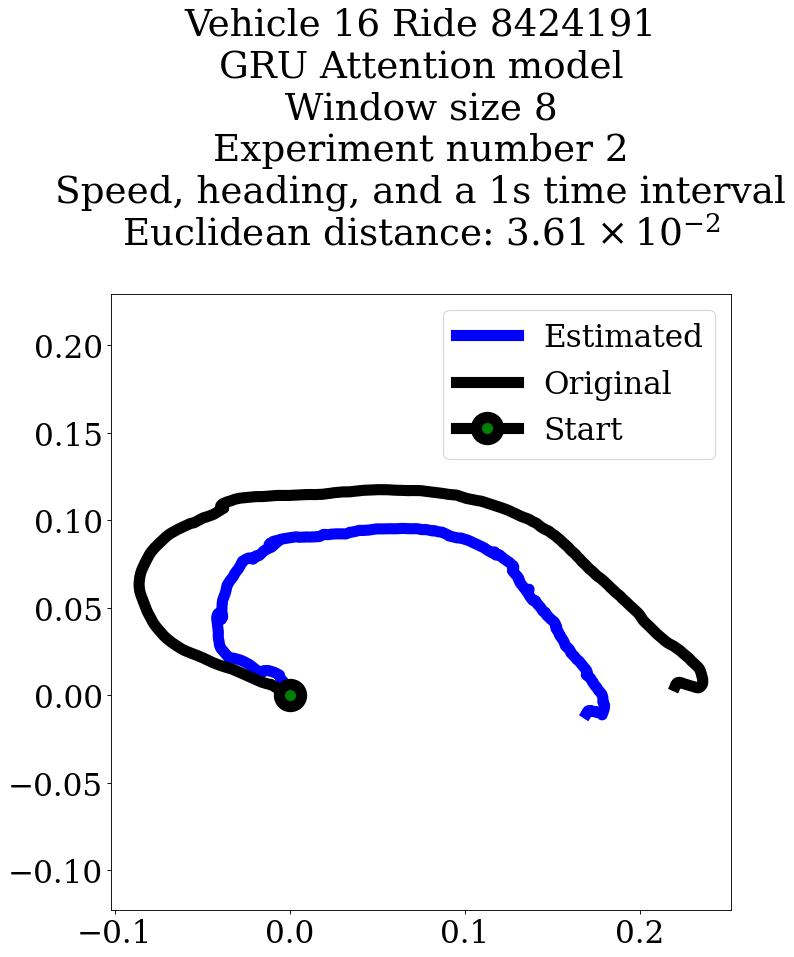 Vehicle 16 Ride 8424191
GRU Attention model
Window size 8
Experiment number 2
Speed, heading, and a 1s time interval
Euclidean distance: 3.61 × 10⁻²
Estimated
Original
Start
0.20
0.15
0.10
0.05
0.00
−0.05
−0.10
−0.1 0.0 0.1 0.2